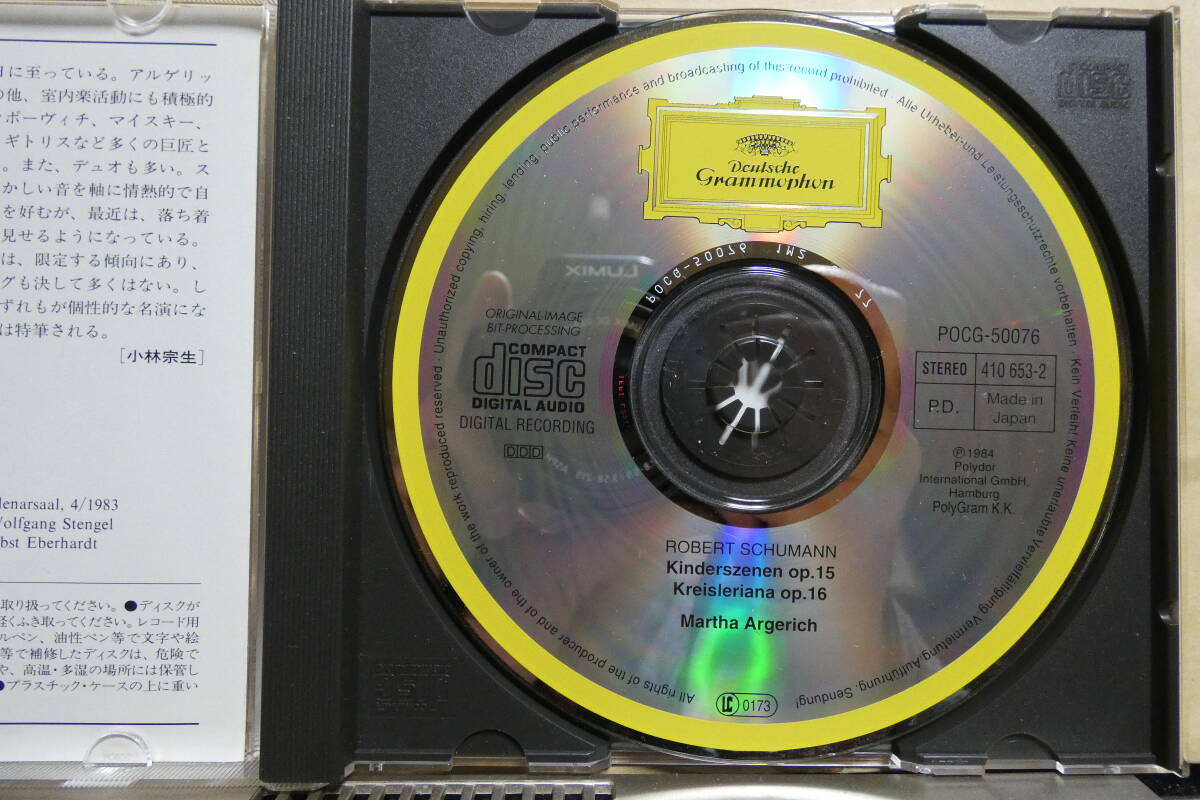 日に至っている。アルゲリッ
の他、室内楽活動にも積極的
ポーヴィチ、マイスキー、
ギトリスなど多くの巨匠と
。また、デュオも多い。ス
かしい音を軸に情熱的で自
を好むが、最近は、落ち着
見せるようになっている。
は、限定する傾向にあり、
グも決して多くはない。し
ずれもが個性的な名演にな
は特筆される。
[小林宗生]
lenarsaal, 4/1983
Wolfgang Stengel
obst Eberhardt
取り扱ってください。●ディスクが
軽くふき取ってください。レコード用
ルペン、油性ペン等で文字や絵
等で補修したディスクは、危険で
や、高温・多湿の場所には保管し
●プラスチック・ケースの上に重い
All rights of the producer and of the owner of the work reproduced reserved · Unauthorized copying, hiring, lending, public performance and broadcasting of this record prohibited · Alle Urheber-und Leistungsschutzrechte vorbehalten · Kein Verleih! Keine unerlaubte Vervielfältigung, Vermietung, Aufführung, Sendung!
Deutsche
Grammophon
LUMIX
POCG-50076 1M2
22
ORIGINAL-IMAGE
BIT-PROCESSING
COMPACT
disc
DIGITAL AUDIO
DIGITAL RECORDING
DDD
POCG-50076
STEREO 410 653-2
P.D. Made in
Japan
℗ 1984
Polydor
International GmbH,
Hamburg
PolyGram K.K.
ROBERT SCHUMANN
Kinderszenen op.15
Kreisleriana op.16
Martha Argerich
LC 0173
COMPACT
disc
DIGITAL AUDIO